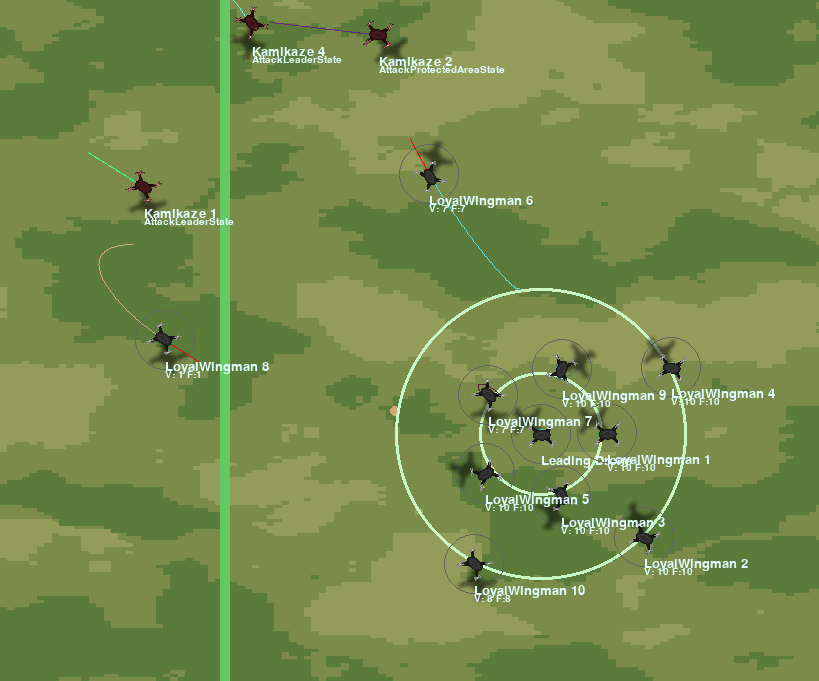 Kamikaze 4
AttackLeaderState
Kamikaze 2
AttackProtectedAreaState
LoyalWingman 6
V: 7 F:7
Kamikaze 1
AttackLeaderState
LoyalWingman 8
V: 1 F:1
LoyalWingman 9
V: 10 F:10
LoyalWingman 4
V: 10 F:10
LoyalWingman 7
V: 7 F:7
Leading
LoyalWingman 1
V: 10 F:10
LoyalWingman 5
V: 10 F:10
LoyalWingman 3
V: 10 F:10
LoyalWingman 2
V: 10 F:10
LoyalWingman 10
V: 8 F:8